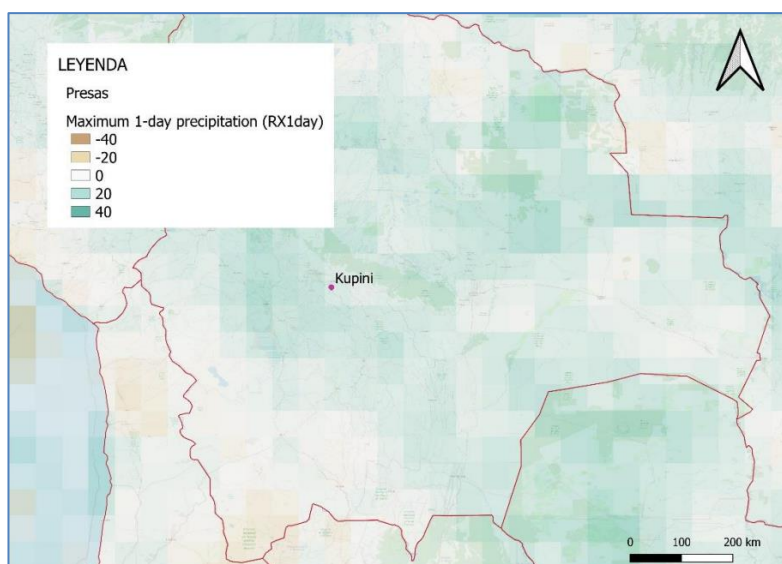 LEYENDA
Presas
Maximum 1-day precipitation (RX1day)
-40
-20
0
20
40
Kupini
0 100 200 km